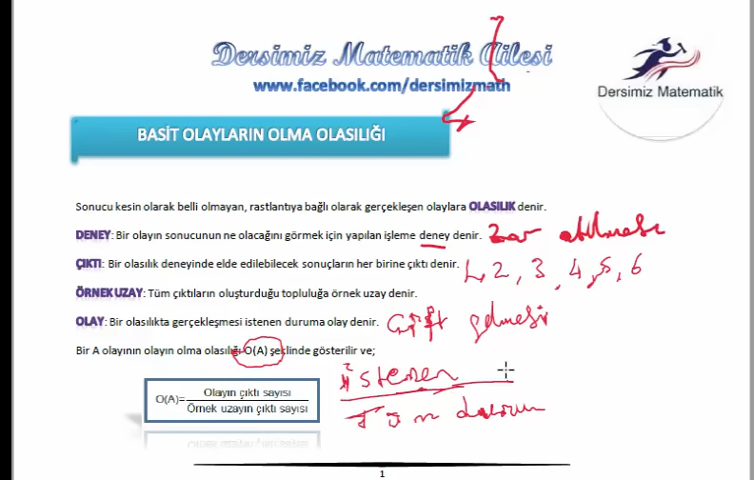 Dersimiz Matematik Ailesi
www.facebook.com/dersimizmath
Dersimiz Matematik
BASİT OLAYLARIN OLMA OLASILIĞI
Sonucu kesin olarak belli olmayan, rastlantıya bağlı olarak gerçekleşen olaylara OLASILIK denir.
DENEY: Bir olayın sonucunun ne olacağını görmek için yapılan işleme deney denir. Zar atılması
ÇIKTI: Bir olasılık deneyinde elde edilebilecek sonuçların her birine çıktı denir. 1, 2, 3, 4, 5, 6
ÖRNEK UZAY: Tüm çıktıların oluşturduğu topluluğa örnek uzay denir.
OLAY: Bir olasılıkta gerçekleşmesi istenen duruma olay denir. Çift gelmesi
Bir A olayının olayın olma olasılığı O(A) şeklinde gösterilir ve;
O(A)= Olayın çıktı sayısı
Örnek uzayın çıktı sayısı
İstenen
Tüm durum
1